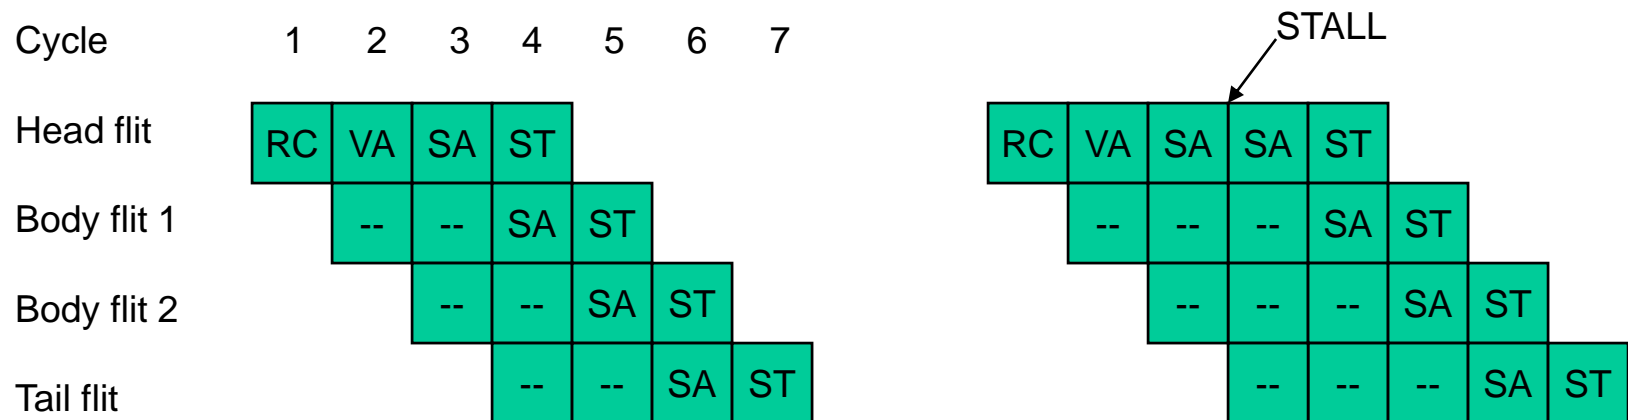 STALL
Cycle 1 2 3 4 5 6 7
Head flit RC VA SA ST RC VA SA SA ST
Body flit 1 -- -- SA ST -- -- -- SA ST
Body flit 2 -- -- SA ST -- -- -- SA ST
Tail flit -- -- SA ST -- -- -- SA ST